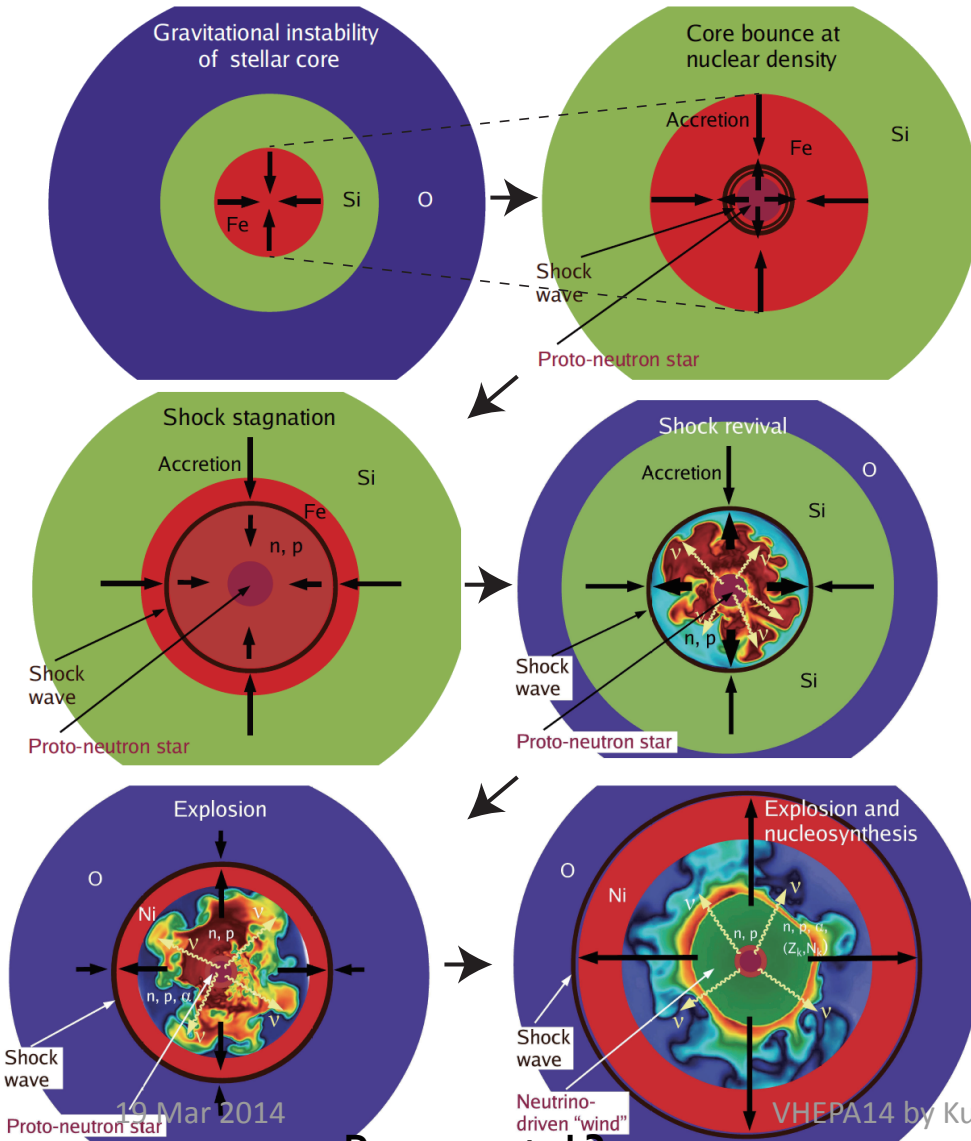 Gravitational instability
of stellar core
Fe
Si
O
Core bounce at
nuclear density
Accretion
Fe
Si
Shock
wave
Proto-neutron star
Shock stagnation
Accretion
Si
Fe
n, p
Shock
wave
Proto-neutron star
Shock revival
Accretion
O
Si
ν
ν
n, p
ν
Shock
wave
Si
Proto-neutron star
Explosion
O
Ni
ν
n, p
ν
n, p, α
ν
ν
Shock
wave
Proto-neutron star
Explosion and
nucleosynthesis
O
Ni
ν
ν
n, p
n, p, α,
(Zk,Nk)
ν
ν
Shock
wave
Neutrino-
driven "wind"
19 Mar 2014
VHEPA14 by Ku